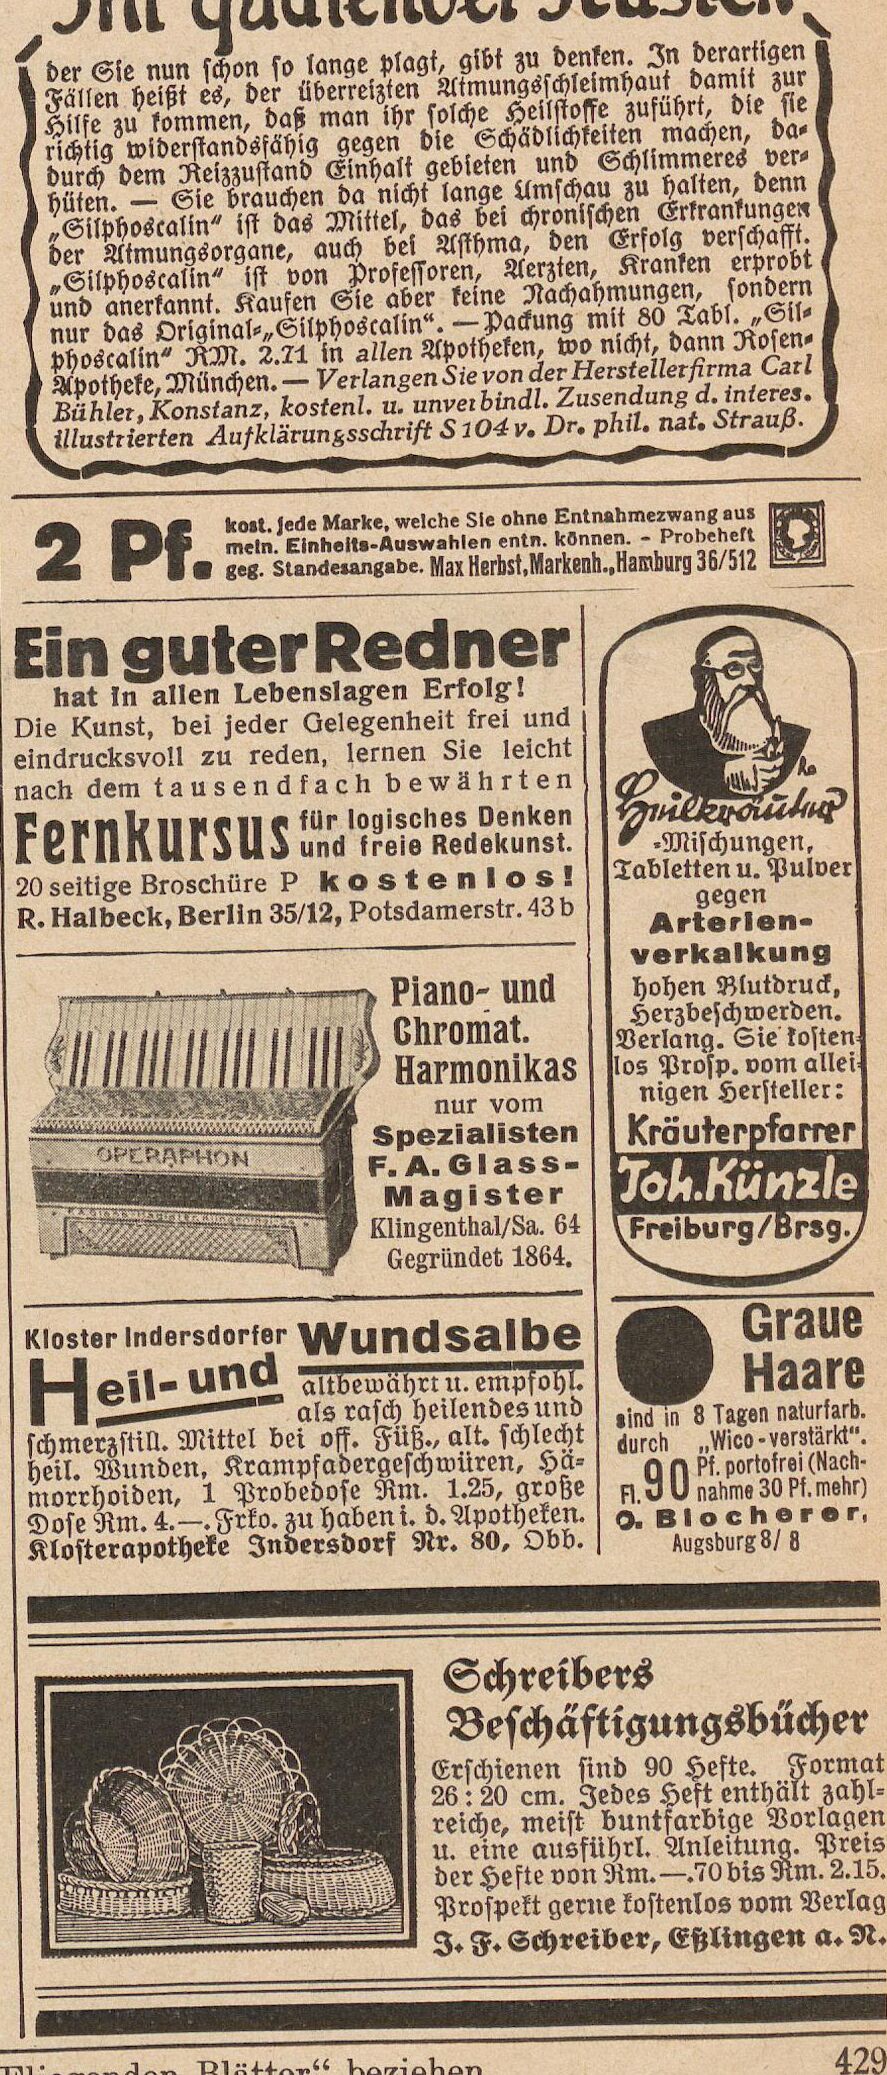 Ihr quälender Husten
der Sie nun schon so lange plagt, gibt zu denken. In derartigen
Fällen heißt es, der überreizten Atmungsschleimhaut damit zur
Hilfe zu kommen, daß man ihr solche Heilstoffe zuführt, die sie
richtig widerstandsfähig gegen die Schädlichkeiten machen, da-
durch dem Reizzustand Einhalt gebieten und Schlimmeres ver-
hüten. — Sie brauchen da nicht lange Umschau zu halten, denn
„Silphoscalin“ ist das Mittel, das bei chronischen Erkrankungen
der Atmungsorgane, auch bei Asthma, den Erfolg verschafft.
„Silphoscalin“ ist von Professoren, Aerzten, Kranken erprobt
und anerkannt. Kaufen Sie aber keine Nachahmungen, sondern
nur das Original-„Silphoscalin“. — Packung mit 80 Tabl. „Sil-
phoscalin“ RM. 2.71 in allen Apotheken, wo nicht, dann Rosen-
Apotheke, München. — Verlangen Sie von der Herstellerfirma Carl
Bühler, Konstanz, kostenl. u. unverbindl. Zusendung d. interes.
illustrierten Aufklärungsschrift S 104 v. Dr. phil. nat. Strauß.
2 Pf. kost. jede Marke, welche Sie ohne Entnahmezwang aus
mein. Einheits-Auswahlen entn. können. - Probeheft
geg. Standesangabe. Max Herbst, Markenh., Hamburg 36/512
Ein guter Redner
hat in allen Lebenslagen Erfolg!
Die Kunst, bei jeder Gelegenheit frei und
eindrucksvoll zu reden, lernen Sie leicht
nach dem tausendfach bewährten
Fernkursus für logisches Denken
und freie Redekunst.
20 seitige Broschüre P kostenlos!
R. Halbeck, Berlin 35/12, Potsdamerstr. 43 b
Heilkräuter
-Mischungen,
Tabletten u. Pulver
gegen
Arterien-
verkalkung
hohen Blutdruck,
Herzbeschwerden.
Verlang. Sie kosten-
los Prosp. vom allei-
nigen Hersteller:
Kräuterpfarrer
Joh. Künzle
Freiburg/Brsg.
OPERAPHON
Piano- und
Chromat.
Harmonikas
nur vom
Spezialisten
F. A. Glass-
Magister
Klingenthal/Sa. 64
Gegründet 1864.
Kloster Indersdorfer Wundsalbe
Heil- und altbewährt u. empfohl.
als rasch heilendes und
schmerzstill. Mittel bei off. Füß., alt. schlecht
heil. Wunden, Krampfadergeschwüren, Hä-
morrhoiden, 1 Probedose Rm. 1.25, große
Dose Rm. 4.—. Frko. zu haben i. d. Apotheken.
Klosterapotheke Indersdorf Nr. 80, Obb.
Graue
Haare
sind in 8 Tagen naturfarb.
durch „Wico-verstärkt“.
Fl. 90 Pf. portofrei (Nach-
nahme 30 Pf. mehr)
O. Blocherer,
Augsburg 8/ 8
Schreibers
Beschäftigungsbücher
Erschienen sind 90 Hefte. Format
26 : 20 cm. Jedes Heft enthält zahl-
reiche, meist buntfarbige Vorlagen
u. eine ausführl. Anleitung. Preis
der Hefte von Rm. —.70 bis Rm. 2.15.
Prospekt gerne kostenlos vom Verlag
J. F. Schreiber, Eßlingen a. N.
Fliegenden Blätter“ beziehen
429